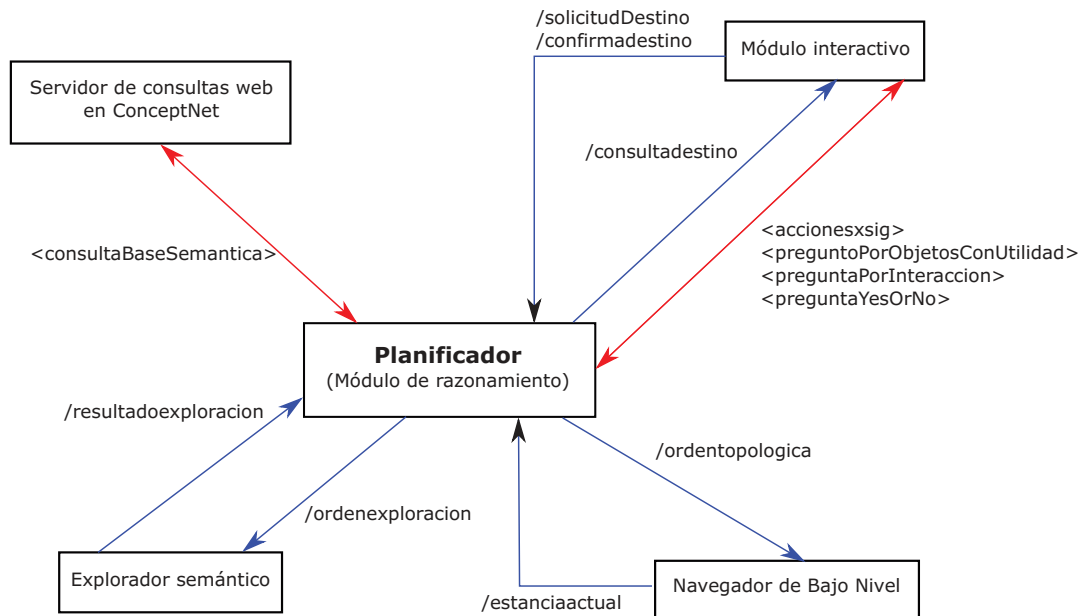 /solicitudDestino
/confirmadestino
Módulo interactivo
Servidor de consultas web
en ConceptNet
/consultadestino
<accionesxsig>
<preguntoPorObjetosConUtilidad>
<preguntaPorInteraccion>
<preguntaYesOrNo>
<consultaBaseSemantica>
Planificador
(Módulo de razonamiento)
/resultadoexploracion
/ordentopologica
/ordenexploracion
Explorador semántico
Navegador de Bajo Nivel
/estanciaactual